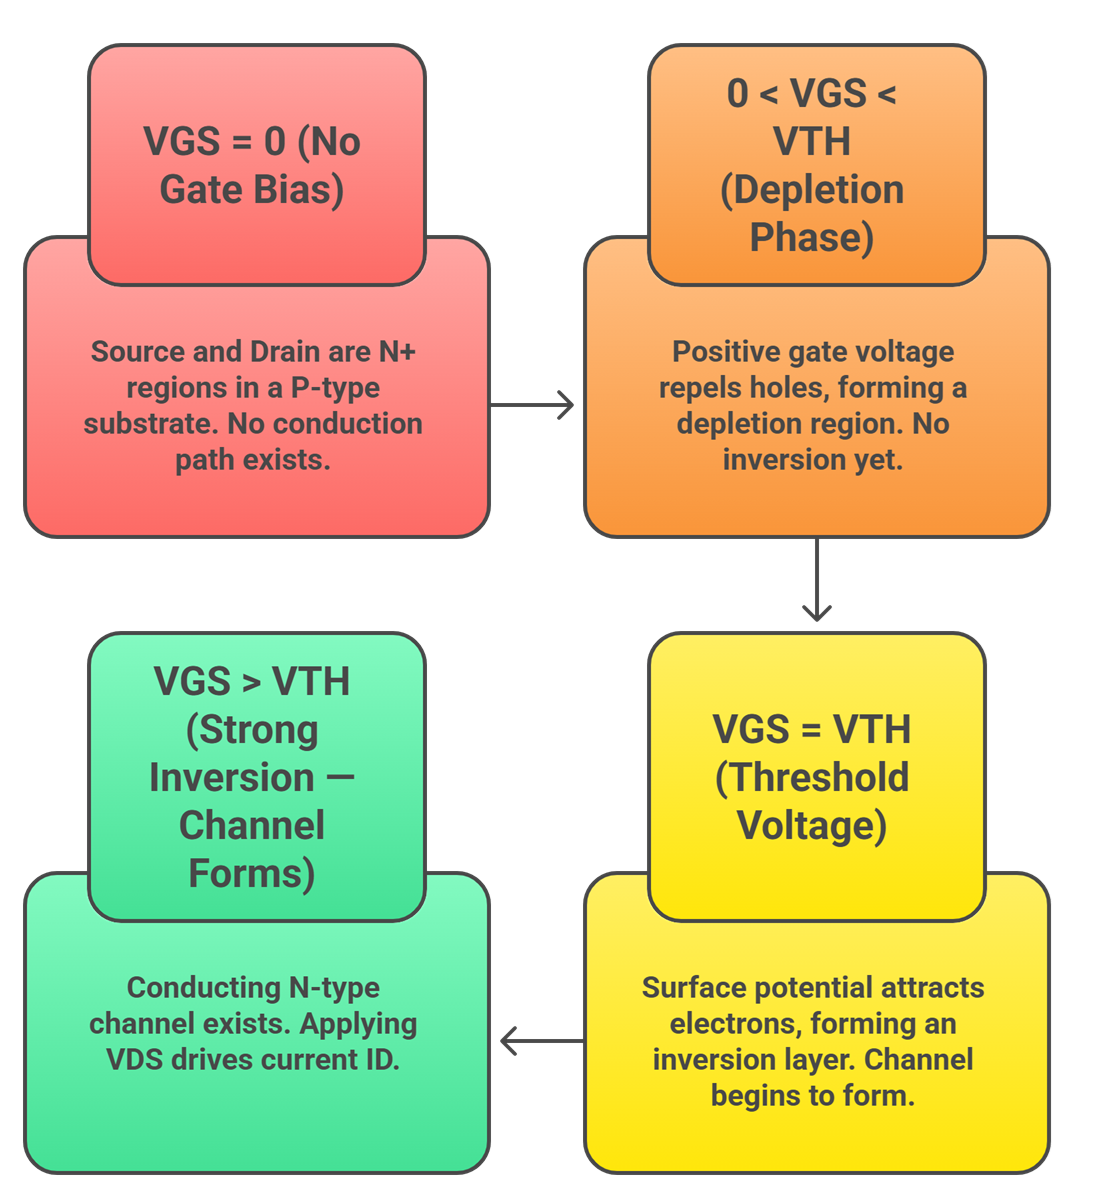 VGS = 0 (No
Gate Bias)
Source and Drain are N+
regions in a P-type
substrate. No conduction
path exists.
0 < VGS <
VTH
(Depletion
Phase)
Positive gate voltage
repels holes, forming a
depletion region. No
inversion yet.
VGS = VTH
(Threshold
Voltage)
Surface potential attracts
electrons, forming an
inversion layer. Channel
begins to form.
VGS > VTH
(Strong
Inversion —
Channel
Forms)
Conducting N-type
channel exists. Applying
VDS drives current ID.